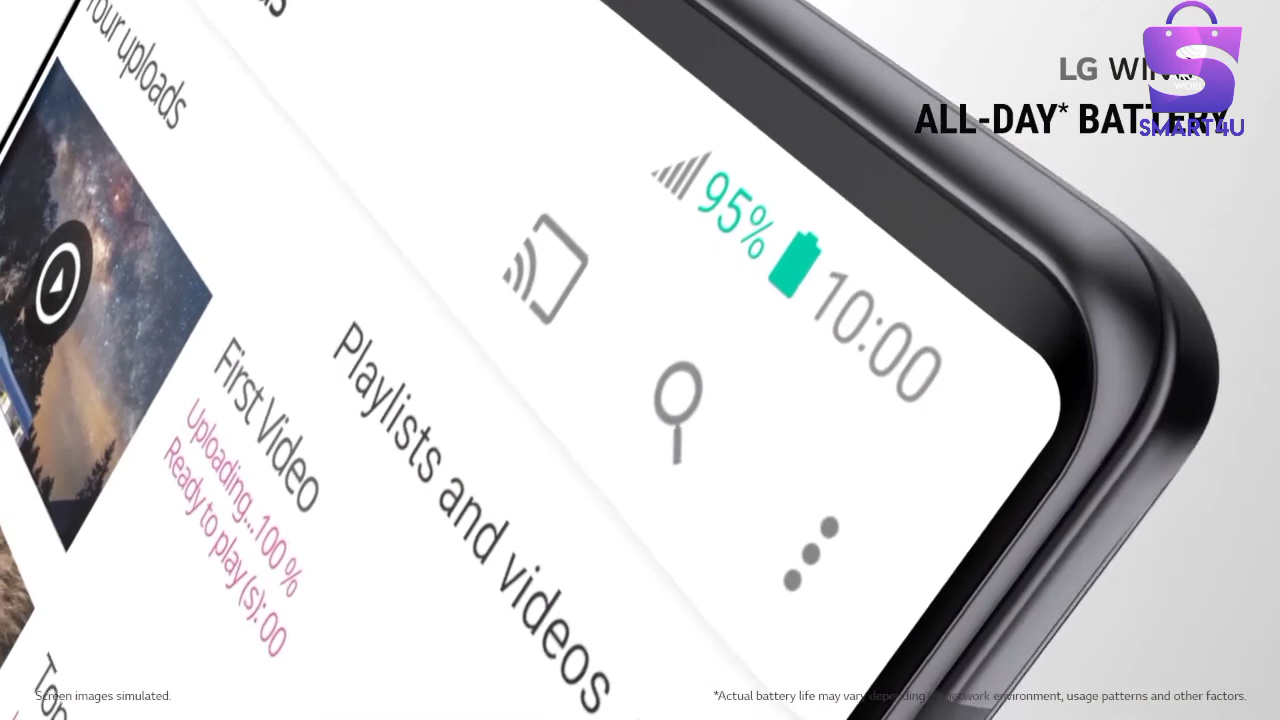 Your uploads
LG WING
ALL-DAY* BATTERY
SMART4U
95%
10:00
First Video
Uploading...100 %
Ready to play (s): 00
Playlists and videos
Screen images simulated.
*Actual battery life may vary depending on network environment, usage patterns and other factors.